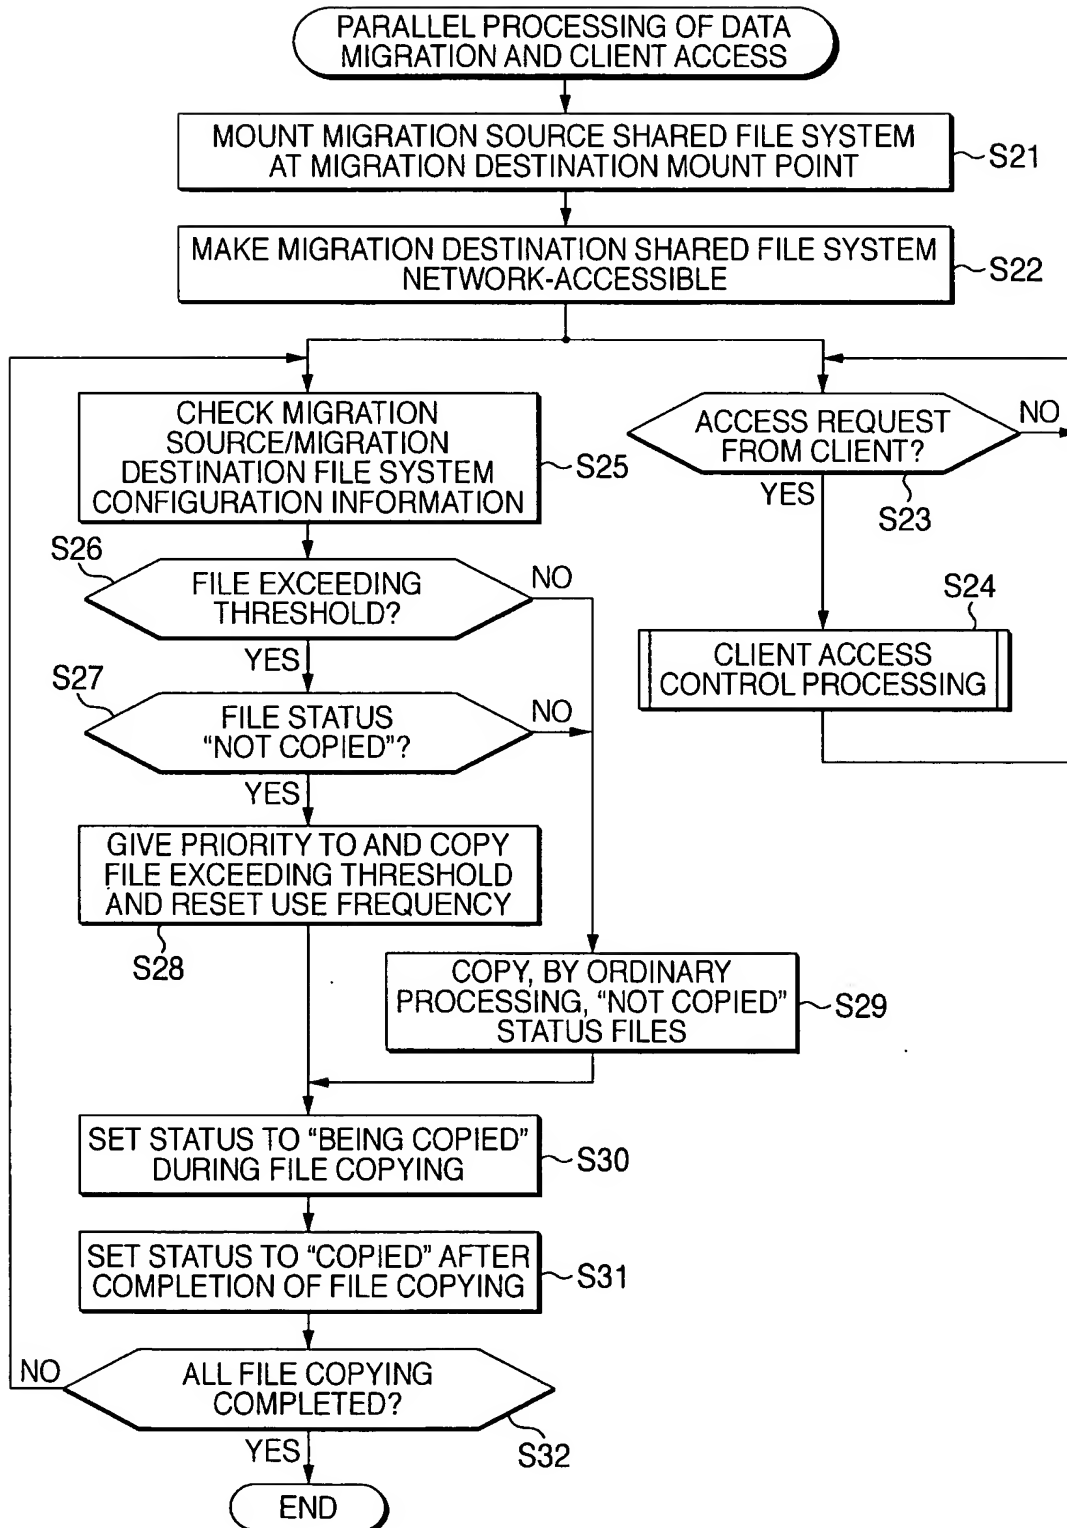 PARALLEL PROCESSING OF DATA
MIGRATION AND CLIENT ACCESS
MOUNT MIGRATION SOURCE SHARED FILE SYSTEM
AT MIGRATION DESTINATION MOUNT POINT
S21
MAKE MIGRATION DESTINATION SHARED FILE SYSTEM
NETWORK-ACCESSIBLE
S22
CHECK MIGRATION
SOURCE/MIGRATION
DESTINATION FILE SYSTEM
CONFIGURATION INFORMATION
S25
ACCESS REQUEST
FROM CLIENT?
NO
YES
S23
S26
FILE EXCEEDING
THRESHOLD?
NO
YES
S24
CLIENT ACCESS
CONTROL PROCESSING
S27
FILE STATUS
“NOT COPIED”?
NO
YES
GIVE PRIORITY TO AND COPY
FILE EXCEEDING THRESHOLD
AND RESET USE FREQUENCY
S28
COPY, BY ORDINARY
PROCESSING, “NOT COPIED”
STATUS FILES
S29
SET STATUS TO “BEING COPIED”
DURING FILE COPYING
S30
SET STATUS TO “COPIED” AFTER
COMPLETION OF FILE COPYING
S31
NO
ALL FILE COPYING
COMPLETED?
S32
YES
END